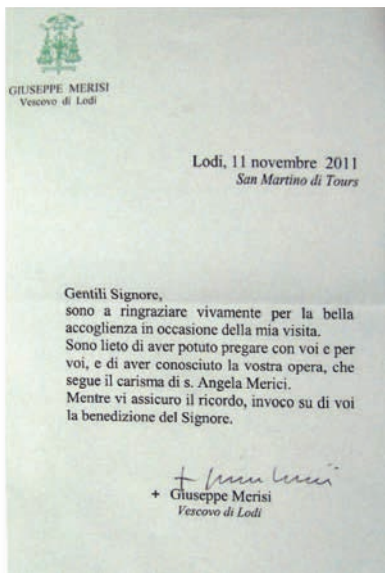 GIUSEPPE MERISI
Vescovo di Lodi
Lodi, 11 novembre 2011
San Martino di Tours
Gentili Signore,
sono a ringraziare vivamente per la bella
accoglienza in occasione della mia visita.
Sono lieto di aver potuto pregare con voi e per
voi, e di aver conosciuto la vostra opera, che
segue il carisma di s. Angela Merici.
Mentre vi assicuro il ricordo, invoco su di voi
la benedizione del Signore.
+ Giuseppe Merisi
Vescovo di Lodi